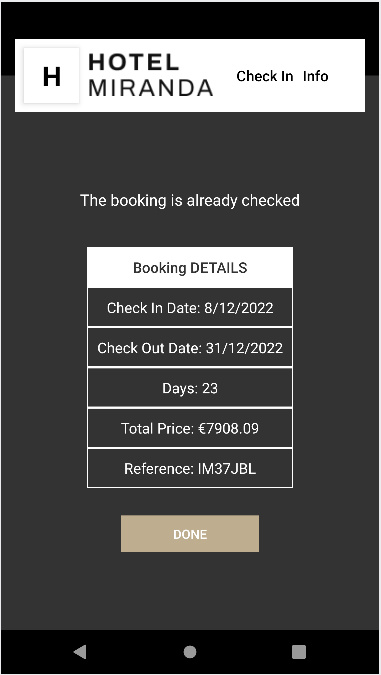 H
HOTEL
MIRANDA
Check In Info
The booking is already checked
Booking DETAILS
Check In Date: 8/12/2022
Check Out Date: 31/12/2022
Days: 23
Total Price: €7908.09
Reference: IM37JBL
DONE